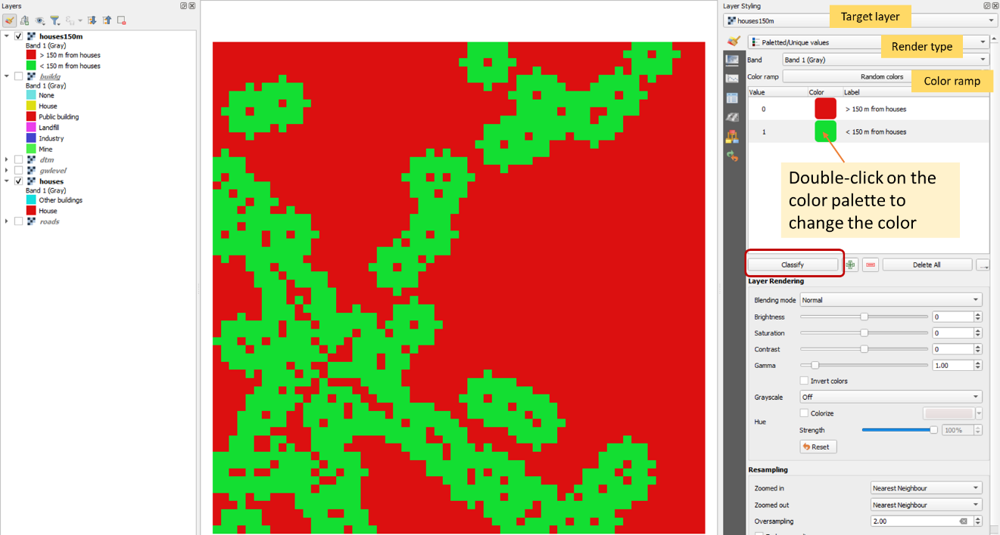 Layers
houses150m
Band 1 (Gray)
> 150 m from houses
< 150 m from houses
buildg
Band 1 (Gray)
None
House
Public building
Landfill
Industry
Mine
dtm
gwlevel
houses
Band 1 (Gray)
Other buildings
House
roads
Layer Styling
houses150m
Target layer
Paletted/Unique values
Render type
Band Band 1 (Gray)
Color ramp Random colors
Color ramp
Value Color Label
0 > 150 m from houses
1 < 150 m from houses
Double-click on the
color palette to
change the color
Classify Delete All ...
Layer Rendering
Blending mode Normal
Brightness 0
Saturation 0
Contrast 0
Gamma 1.00
Invert colors
Grayscale Off
Hue Colorize
Strength 100%
Reset
Resampling
Zoomed in Nearest Neighbour
Zoomed out Nearest Neighbour
Oversampling 2.00